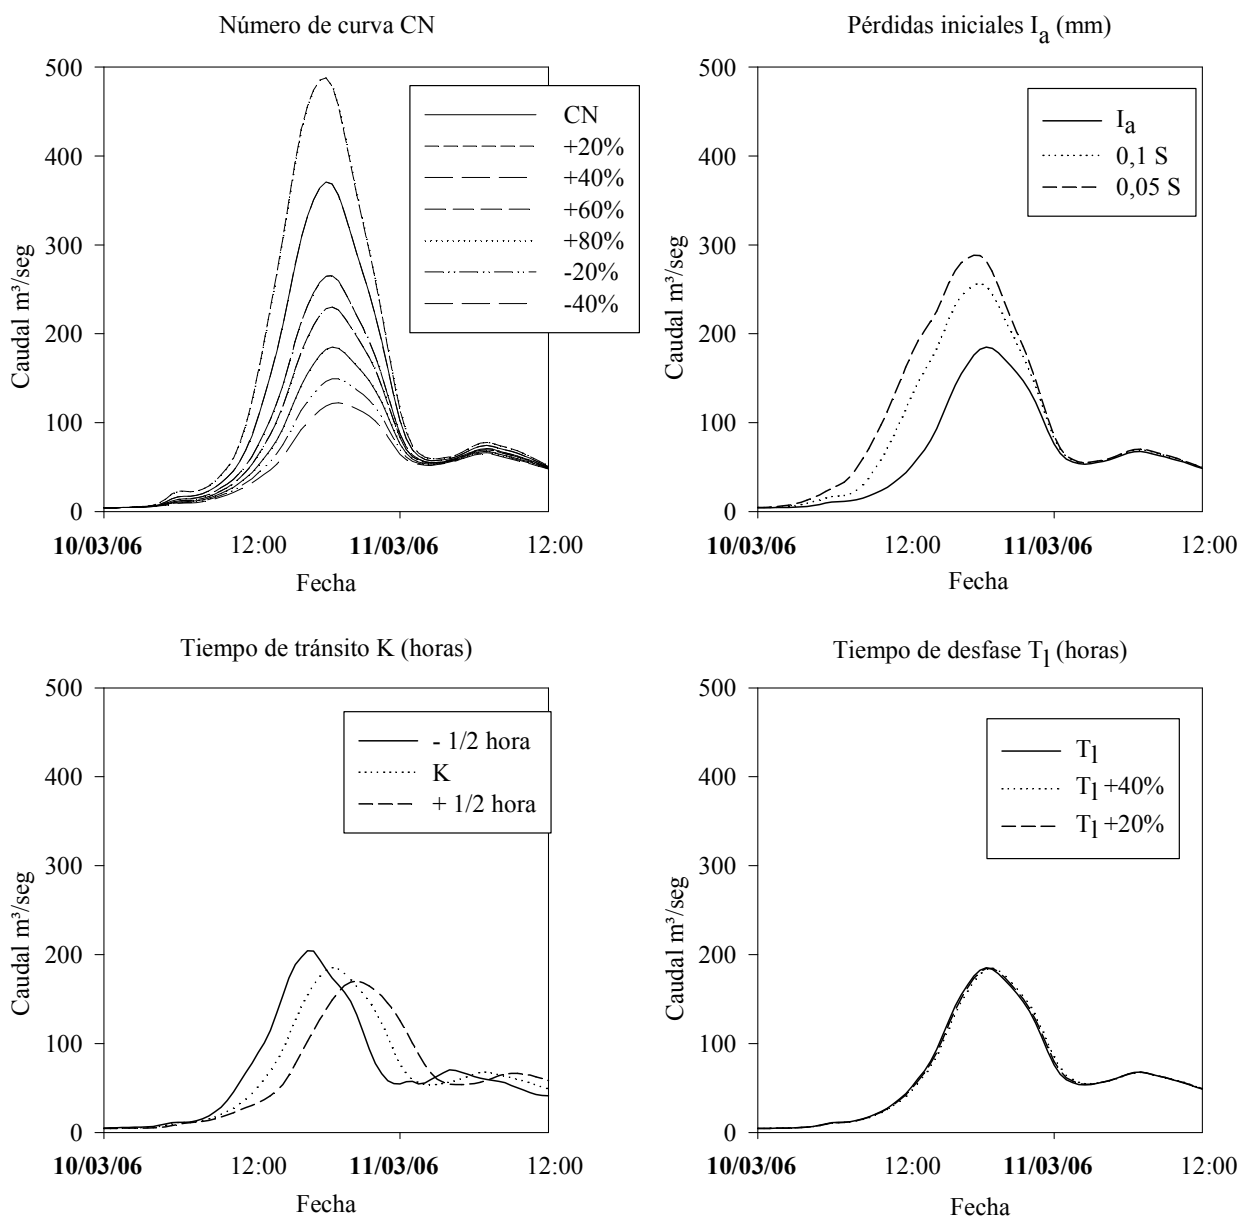 Número de curva CN
500
400
300
200
100
0
Caudal m³/seg
CN
+20%
+40%
+60%
+80%
-20%
-40%
10/03/06
12:00
11/03/06
12:00
Fecha
Pérdidas iniciales Ia (mm)
500
400
300
200
100
0
Caudal m³/seg
Ia
0,1 S
0,05 S
10/03/06
12:00
11/03/06
12:00
Fecha
Tiempo de tránsito K (horas)
500
400
300
200
100
0
Caudal m³/seg
- 1/2 hora
K
+ 1/2 hora
10/03/06
12:00
11/03/06
12:00
Fecha
Tiempo de desfase Tl (horas)
500
400
300
200
100
0
Caudal m³/seg
Tl
Tl +40%
Tl +20%
10/03/06
12:00
11/03/06
12:00
Fecha